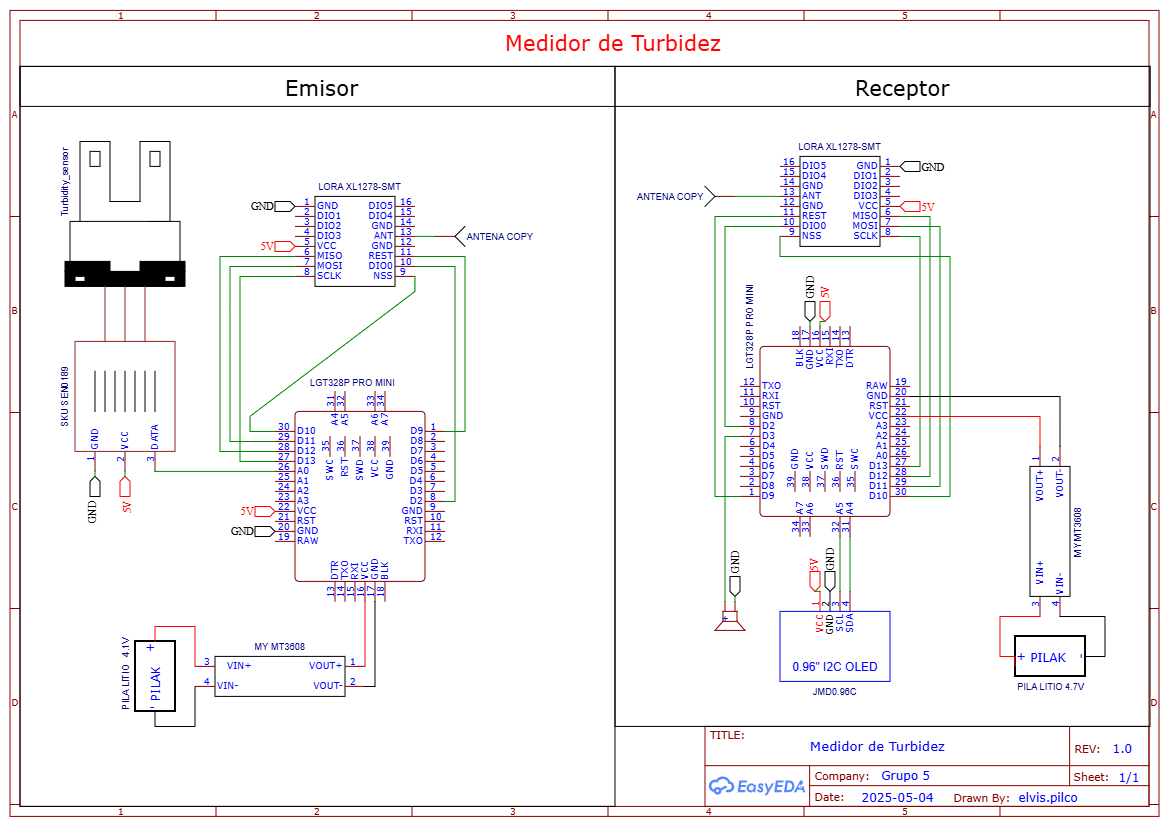 1 2 3 4 5
Medidor de Turbidez
Emisor
Receptor
A
B
C
D
Turbidity_sensor
SKU SEN0189
GND 1
VCC 2
DATA 3
GND
5V
LORA XL1278-SMT
GND 1 GND DIO5 16
2 DIO1 DIO4 15
3 DIO2 GND 14
4 DIO3 ANT 13 ANTENA COPY
5V 5 VCC GND 12
6 MISO REST 11
7 MOSI DIO0 10
8 SCLK NSS 9
LGT328P PRO MINI
31 32 33 34
A4 A5 A6 A7
30 D10 D9 1
29 D11 D8 2
28 D12 D7 3
27 D13 D6 4
26 A0 D5 5
25 A1 D4 6
24 A2 D3 7
23 A3 D2 8
5V 22 VCC GND 9
21 RST RST 10
GND 20 GND RXI 11
19 RAW TXO 12
35 36 37 38 39
SWC RST SWD VCC GND
DTR TXO RXI VCC GND BLK
13 14 15 16 17 18
PILA LITIO 4.1V
+ PILAK -
MY MT3608
3 VIN+ VOUT+ 1
4 VIN- VOUT- 2
LORA XL1278-SMT
16 DIO5 GND 1 GND
15 DIO4 DIO1 2
14 GND DIO2 3
ANTENA COPY 13 ANT DIO3 4
12 GND VCC 5 5V
11 REST MISO 6
10 DIO0 MOSI 7
9 NSS SCLK 8
LGT328P PRO MINI
GND 5V
18 17 16 15 14 13
BLK GND VCC RXI TXO DTR
12 TXO RAW 19
11 RXI GND 20
10 RST RST 21
9 GND VCC 22
8 D2 A3 23
7 D3 A2 24
6 D4 A1 25
5 D5 A0 26
4 D6 D13 27
3 D7 D12 28
2 D8 D11 29
1 D9 D10 30
GND VCC SWD RST SWC
39 38 37 36 35
A7 A6 A5 A4
34 33 32 31
GND
+
5V GND
1 2 3 4
VCC GND SCL SDA
0.96" I2C OLED
JMD0.96C
1 2
VOUT+ VOUT-
MY MT3608
VIN+ VIN-
3 4
+ PILAK -
PILA LITIO 4.7V
TITLE:
Medidor de Turbidez
REV: 1.0
EasyEDA
Company: Grupo 5
Sheet: 1/1
Date: 2025-05-04 Drawn By: elvis.pilco
A
B
C
D
1 2 3 4 5